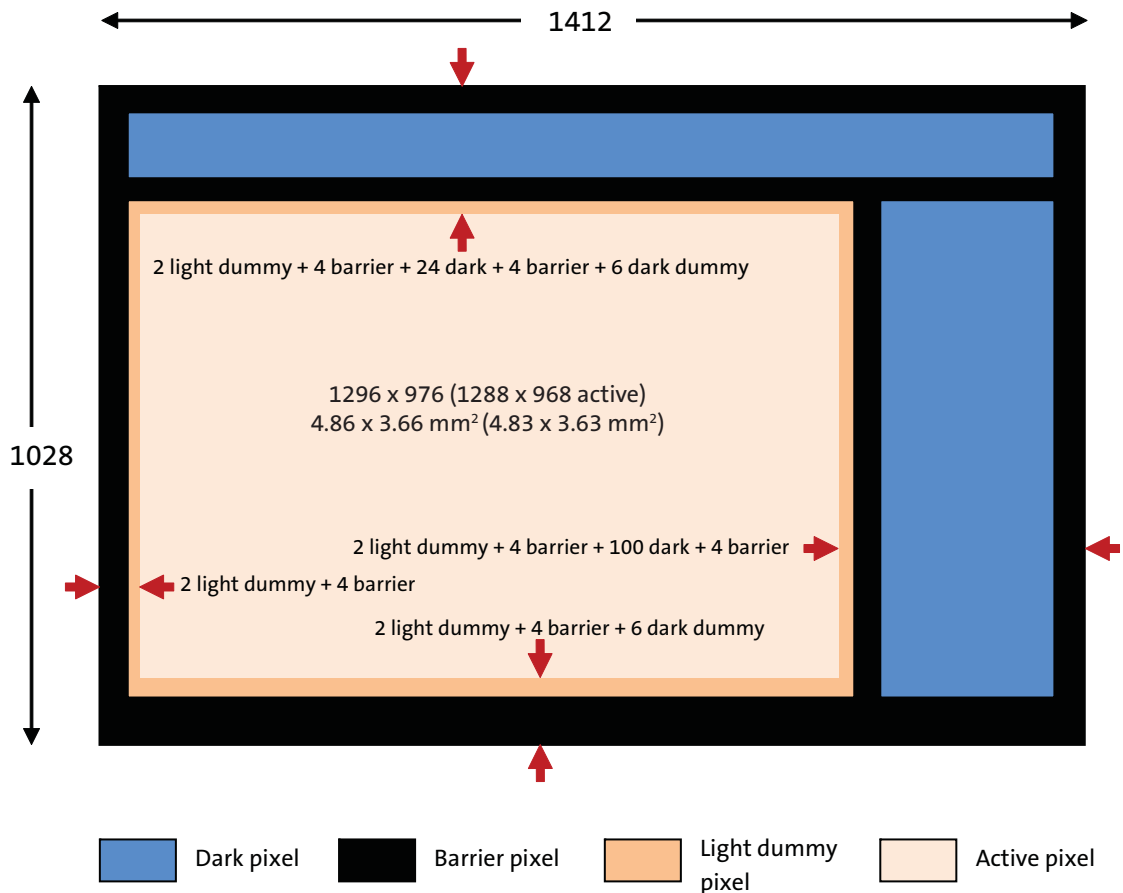 1412
2 light dummy + 4 barrier + 24 dark + 4 barrier + 6 dark dummy
1296 x 976 (1288 x 968 active)
4.86 x 3.66 mm² (4.83 x 3.63 mm²)
1028
2 light dummy + 4 barrier + 100 dark + 4 barrier
2 light dummy + 4 barrier
2 light dummy + 4 barrier + 6 dark dummy
Dark pixel
Barrier pixel
Light dummy
pixel
Active pixel